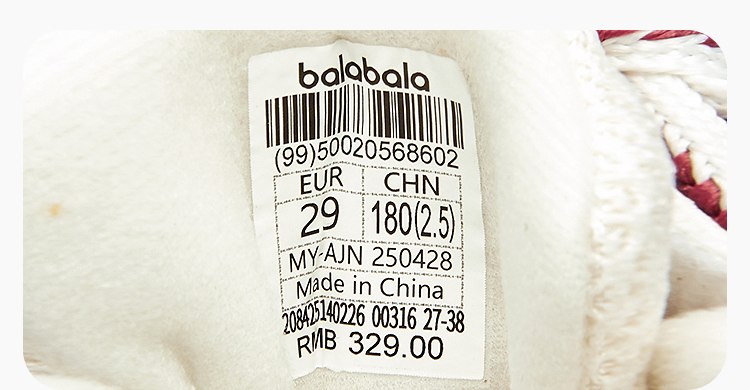 balabala
(99)50020568602
EUR CHN
29 180(2.5)
MY-AJN 250428
Made in China
208425140226 00316 27-38
RMB 329.00